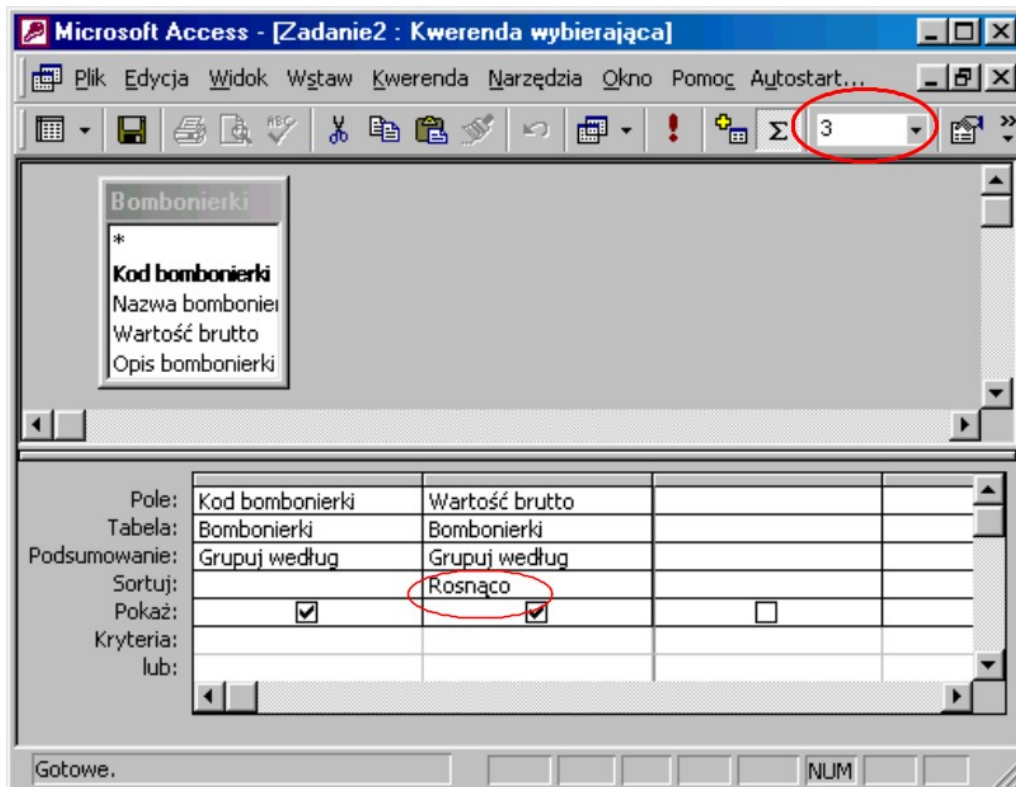 Microsoft Access - [Zadanie2 : Kwerenda wybierająca]
Plik Edycja Widok Wstaw Kwerenda Narzędzia Okno Pomoc Autostart...
ABC Σ 3
Bombonierki
*
Kod bombonierki
Nazwa bombonier
Wartość brutto
Opis bombonierki
Pole: Kod bombonierki Wartość brutto
Tabela: Bombonierki Bombonierki
Podsumowanie: Grupuj według Grupuj według
Sortuj: Rosnąco
Pokaż:
Kryteria:
lub:
Gotowe. NUM